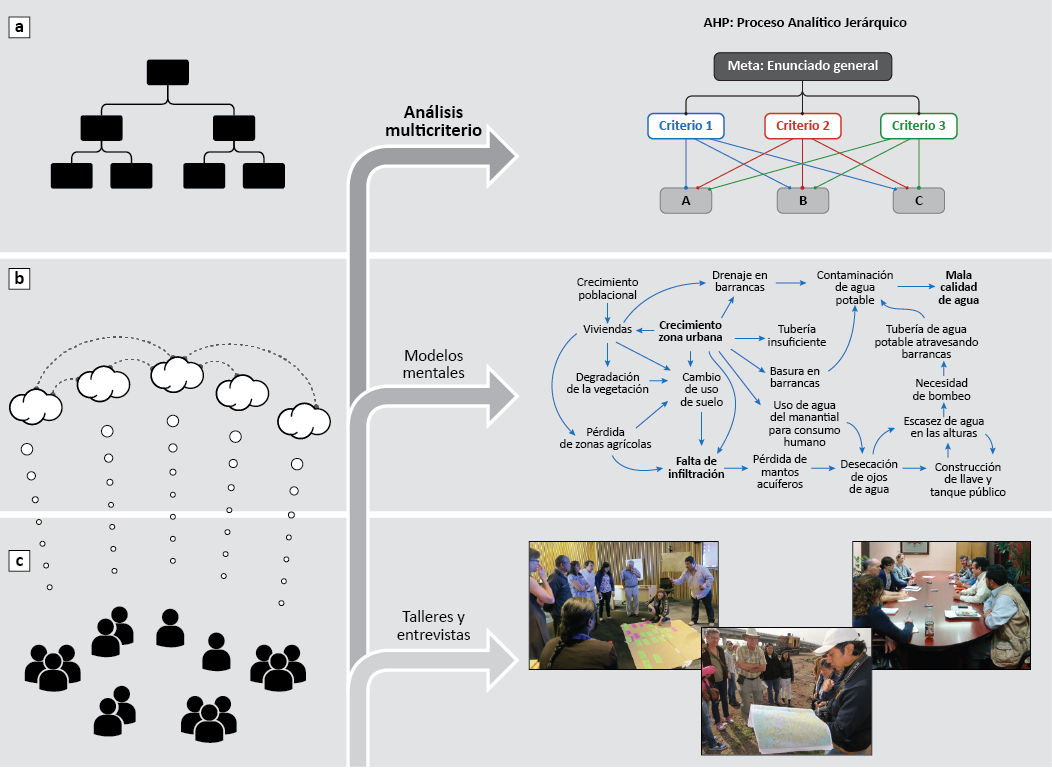 a
AHP: Proceso Analítico Jerárquico
Meta: Enunciado general
Análisis
multicriterio
Criterio 1
Criterio 2
Criterio 3
A
B
C
b
Crecimiento
poblacional
Drenaje en
barrancas
Contaminación
de agua
potable
Mala
calidad
de agua
Viviendas
Crecimiento
zona urbana
Tubería
insuficiente
Tubería de agua
potable atravesando
barrancas
Modelos
mentales
Degradación
de la vegetación
Cambio
de uso
de suelo
Basura en
barrancas
Necesidad
de bombeo
Uso de agua
del manantial
para consumo
humano
Escasez de agua
en las alturas
Pérdida
de zonas agrícolas
Falta de
infiltración
Pérdida de
mantos
acuíferos
Desecación
de ojos
de agua
Construcción
de llave y
tanque público
c
Talleres y
entrevistas